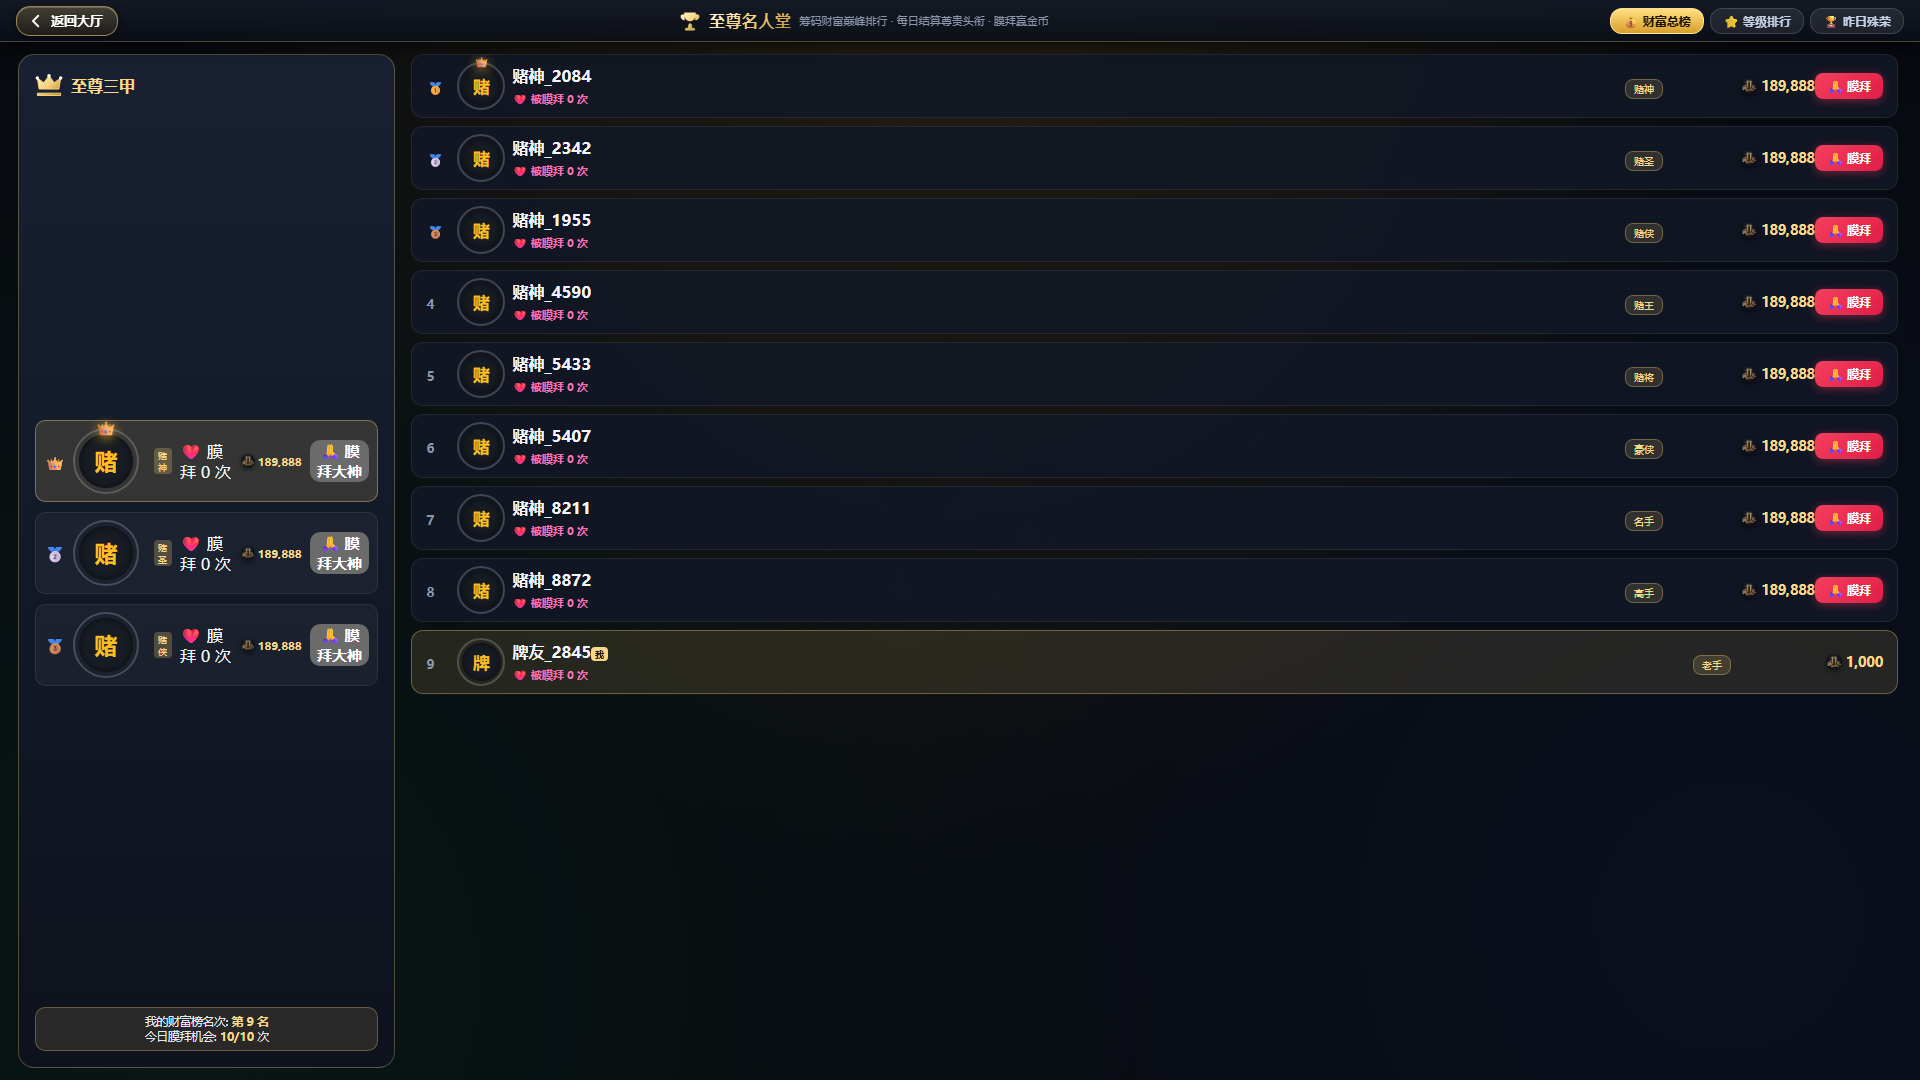 返回大厅
至尊名人堂 筹码财富巅峰排行 · 每日结算尊贵头衔 · 膜拜赢金币
财富总榜
等级排行
昨日殊荣
至尊三甲
赌
赌神
膜拜 0 次
189,888
膜拜大神
赌
赌圣
膜拜 0 次
189,888
膜拜大神
赌
赌侠
膜拜 0 次
189,888
膜拜大神
我的财富榜名次: 第 9 名
今日膜拜机会: 10/10 次
赌
赌神_2084
被膜拜 0 次
赌神
189,888
膜拜
赌
赌神_2342
被膜拜 0 次
赌圣
189,888
膜拜
赌
赌神_1955
被膜拜 0 次
赌侠
189,888
膜拜
4
赌
赌神_4590
被膜拜 0 次
赌王
189,888
膜拜
5
赌
赌神_5433
被膜拜 0 次
赌将
189,888
膜拜
6
赌
赌神_5407
被膜拜 0 次
豪侠
189,888
膜拜
7
赌
赌神_8211
被膜拜 0 次
名手
189,888
膜拜
8
赌
赌神_8872
被膜拜 0 次
高手
189,888
膜拜
9
牌
牌友_2845 我
被膜拜 0 次
老手
1,000